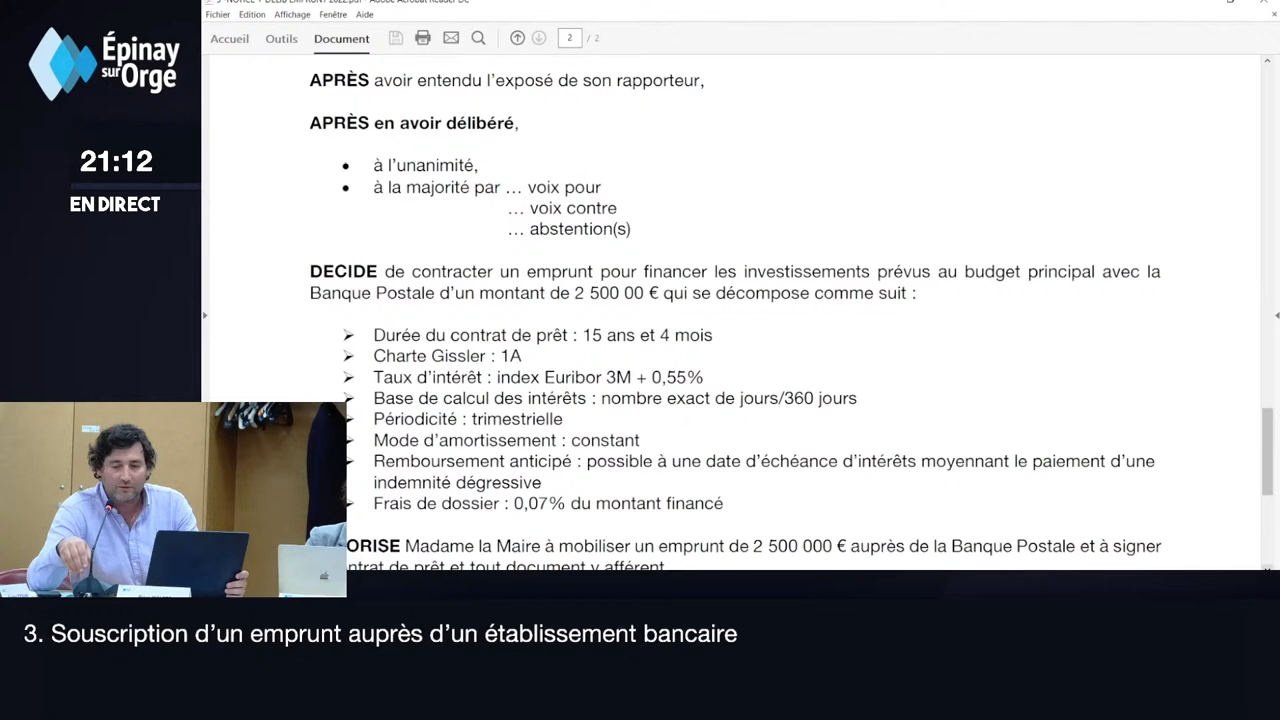 Épinay
sur Orge
21:12
EN DIRECT
Fichier Edition Affichage Fenêtre Aide
Accueil Outils Document 2 / 2
APRÈS avoir entendu l'exposé de son rapporteur,
APRÈS en avoir délibéré,
• à l'unanimité,
• à la majorité par … voix pour
… voix contre
… abstention(s)
DECIDE de contracter un emprunt pour financer les investissements prévus au budget principal avec la
Banque Postale d'un montant de 2 500 00 € qui se décompose comme suit :
➢ Durée du contrat de prêt : 15 ans et 4 mois
➢ Charte Gissler : 1A
➢ Taux d'intérêt : index Euribor 3M + 0,55%
➢ Base de calcul des intérêts : nombre exact de jours/360 jours
➢ Périodicité : trimestrielle
➢ Mode d'amortissement : constant
➢ Remboursement anticipé : possible à une date d'échéance d'intérêts moyennant le paiement d'une
indemnité dégressive
➢ Frais de dossier : 0,07% du montant financé
ORISE Madame la Maire à mobiliser un emprunt de 2 500 000 € auprès de la Banque Postale et à signer
ntrat de prêt et tout document y afférent
3. Souscription d'un emprunt auprès d'un établissement bancaire